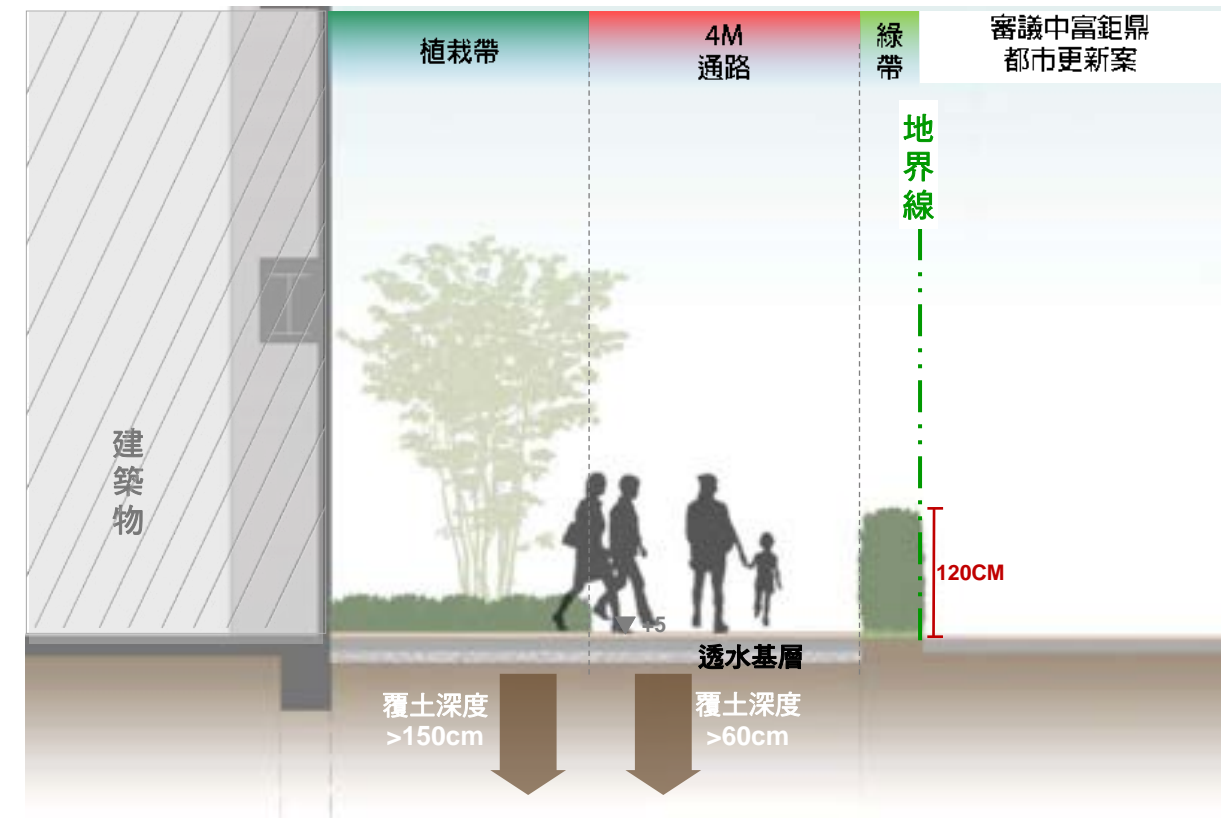 植栽帶
4M
通路
綠
帶
審議中富鉅鼎
都市更新案
地
界
線
建
築
物
120CM
▼+5
透水基層
覆土深度
>150cm
覆土深度
>60cm